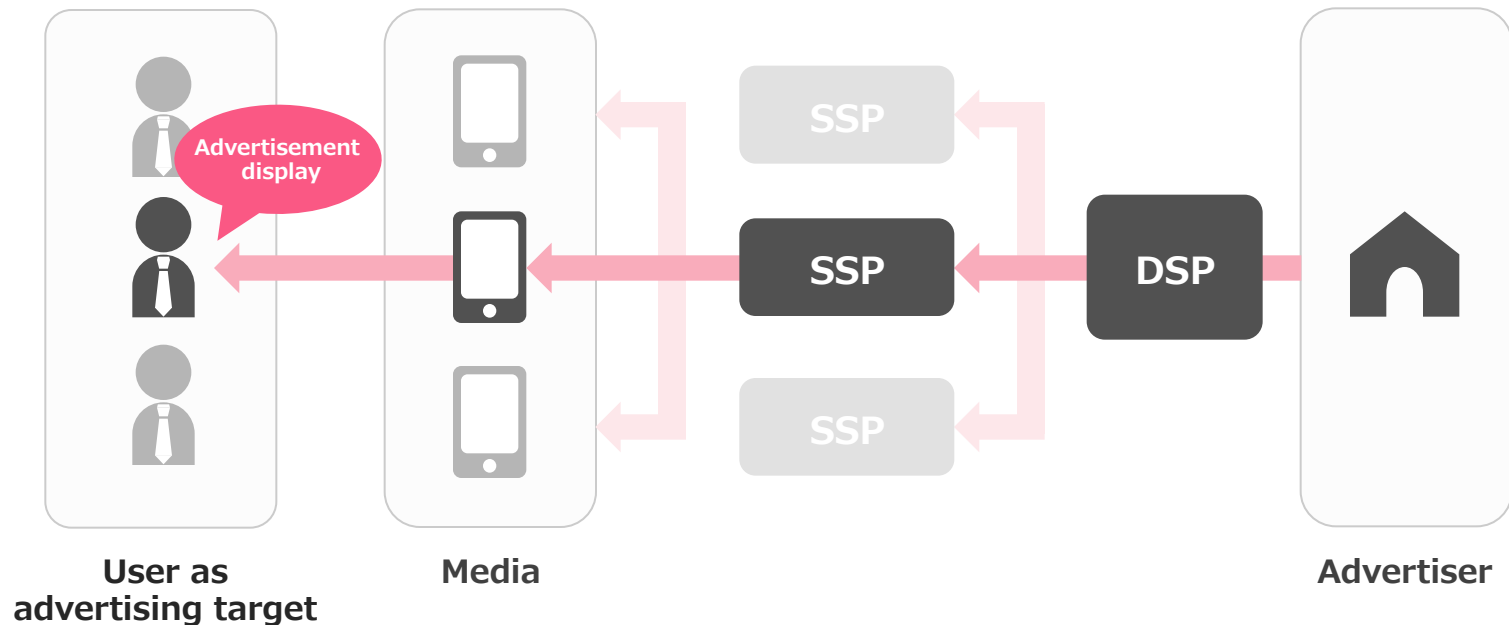 Advertisement
display
SSP
SSP
DSP
SSP
User as
advertising target
Media
Advertiser